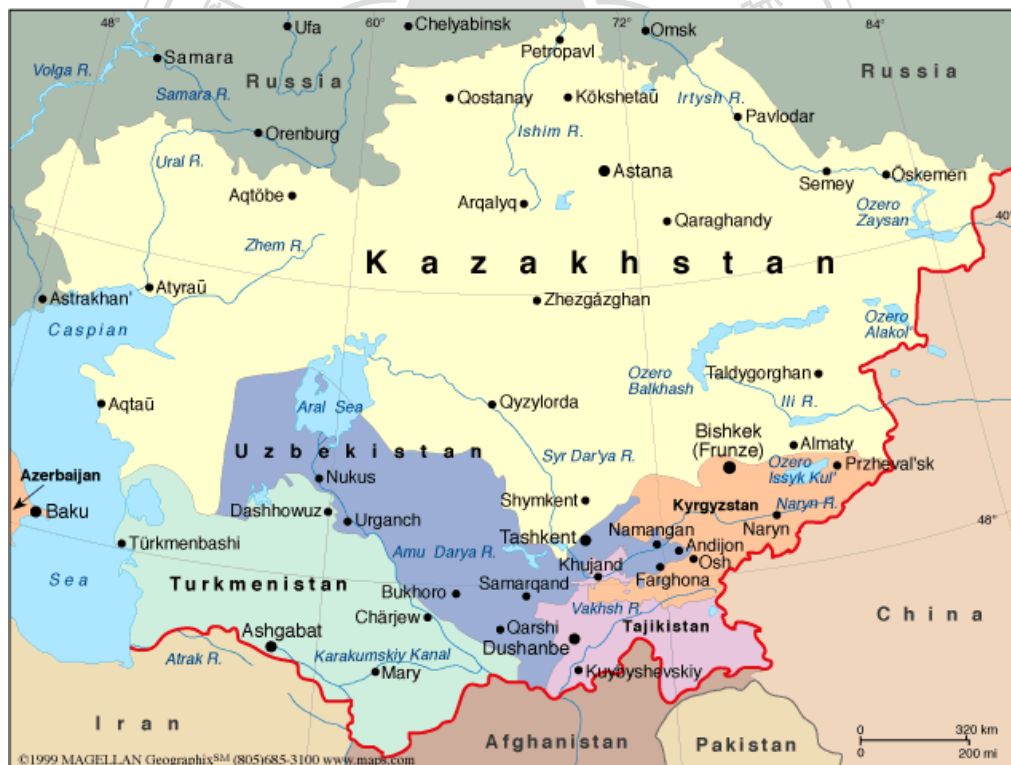 48°
60°
72°
84°
Ufa
Chelyabinsk
Omsk
Petropavl
Samara
Volga R.
Russia
Russia
Samara R.
Qostanay
Kökshetaū
Irtysh R.
Pavlodar
Orenburg
Ishim R.
Ural R.
Astana
Semey
Öskemen
Aqtöbe
Arqalyq
Ozero
Zaysan
40°
Qaraghandy
Zhem R.
Kazakhstan
Atyraū
Astrakhan'
Zhezgázghan
Caspian
Ozero
Alakol'
Ozero
Balkhash
Taldygorghan
Aqtaū
Aral Sea
Qyzylorda
Ili R.
Bishkek
(Frunze)
Almaty
Uzbekistan
Syr Dar'ya R.
Ozero
Issyk Kul'
Przheval'sk
Azerbaijan
Nukus
Shymkent
Kyrgyzstan
Naryn R.
Baku
Dashhowuz
Urganch
Naryn
48°
Tashkent
Namangan
Andijon
Türkmenbashi
Amu Darya R.
Khujand
Osh
Farghona
Sea
Turkmenistan
Samarqand
Bukhoro
Vakhsh R.
Chärjew
Qarshi
Tajikistan
China
Ashgabat
Dushanbe
Atrak R.
Karakumskiy Kanal
Mary
Kuybyshevskiy
Iran
Afghanistan
Pakistan
0 320 km
0 200 mi
©1999 MAGELLAN Geographix℠ (805)685-3100 www.maps.com